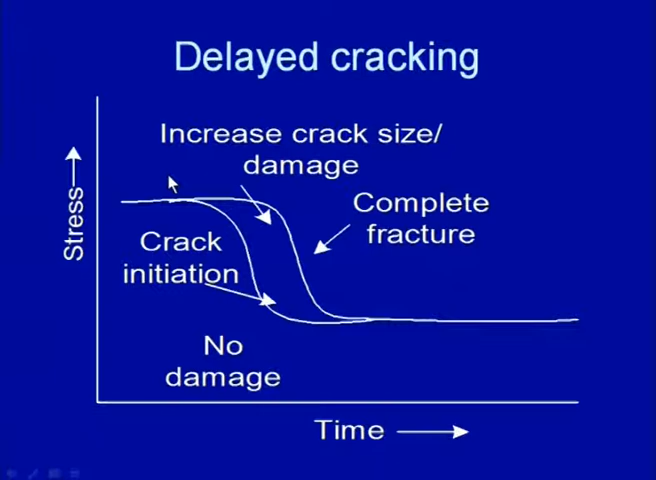 Delayed cracking
Increase crack size/
damage
Complete
fracture
Crack
initiation
No
damage
Stress
Time